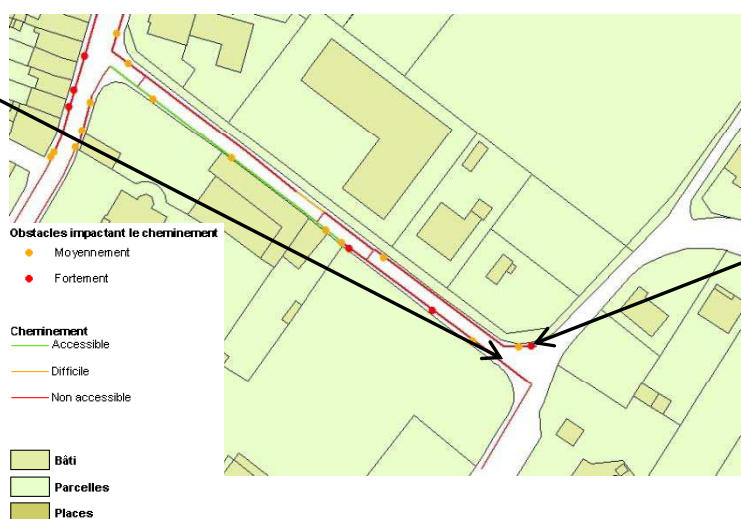 Obstacles impactant le cheminement
Moyennement
Fortement
Cheminement
Accessible
Difficile
Non accessible
Bâti
Parcelles
Places